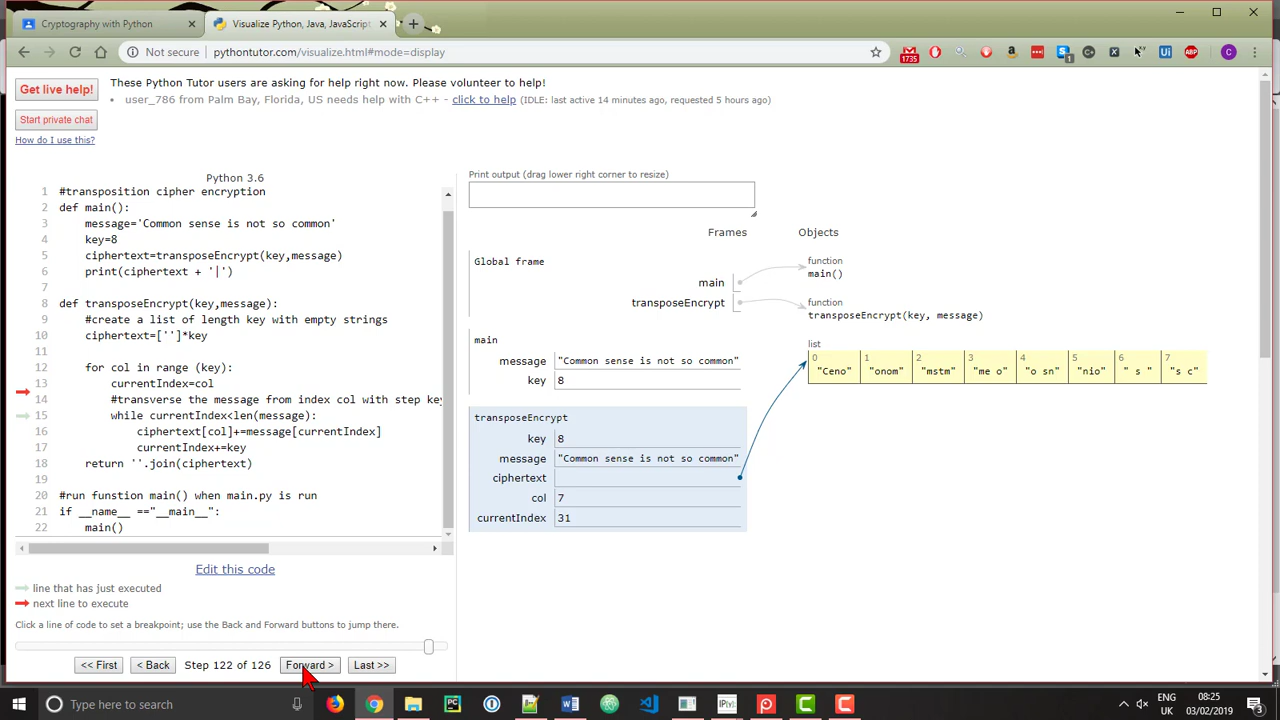 Cryptography with Python
Visualize Python, Java, JavaScript
Not secure
pythontutor.com/visualize.html#mode=display
1735
1
ABP
C
Get live help!
These Python Tutor users are asking for help right now. Please volunteer to help!
user_786 from Palm Bay, Florida, US needs help with C++ - click to help (IDLE: last active 14 minutes ago, requested 5 hours ago)
Start private chat
How do I use this?
Python 3.6
1 #transposition cipher encryption
2 def main():
3 message='Common sense is not so common'
4 key=8
5 ciphertext=transposeEncrypt(key,message)
6 print(ciphertext + '|')
7
8 def transposeEncrypt(key,message):
9 #create a list of length key with empty strings
10 ciphertext=['']*key
11
12 for col in range (key):
13 currentIndex=col
14 #transverse the message from index col with step key
15 while currentIndex<len(message):
16 ciphertext[col]+=message[currentIndex]
17 currentIndex+=key
18 return ''.join(ciphertext)
19
20 #run funstion main() when main.py is run
21 if __name__ =="__main__":
22 main()
Edit this code
line that has just executed
next line to execute
Click a line of code to set a breakpoint; use the Back and Forward buttons to jump there.
<< First < Back Step 122 of 126 Forward > Last >>
Print output (drag lower right corner to resize)
Frames Objects
Global frame
main
transposeEncrypt
function
main()
function
transposeEncrypt(key, message)
main
message "Common sense is not so common"
key 8
list
0 1 2 3 4 5 6 7
"Ceno" "onom" "mstm" "me o" "o sn" "nio" " s " "s c"
transposeEncrypt
key 8
message "Common sense is not so common"
ciphertext
col 7
currentIndex 31
Type here to search
ENG
UK
08:25
03/02/2019
3